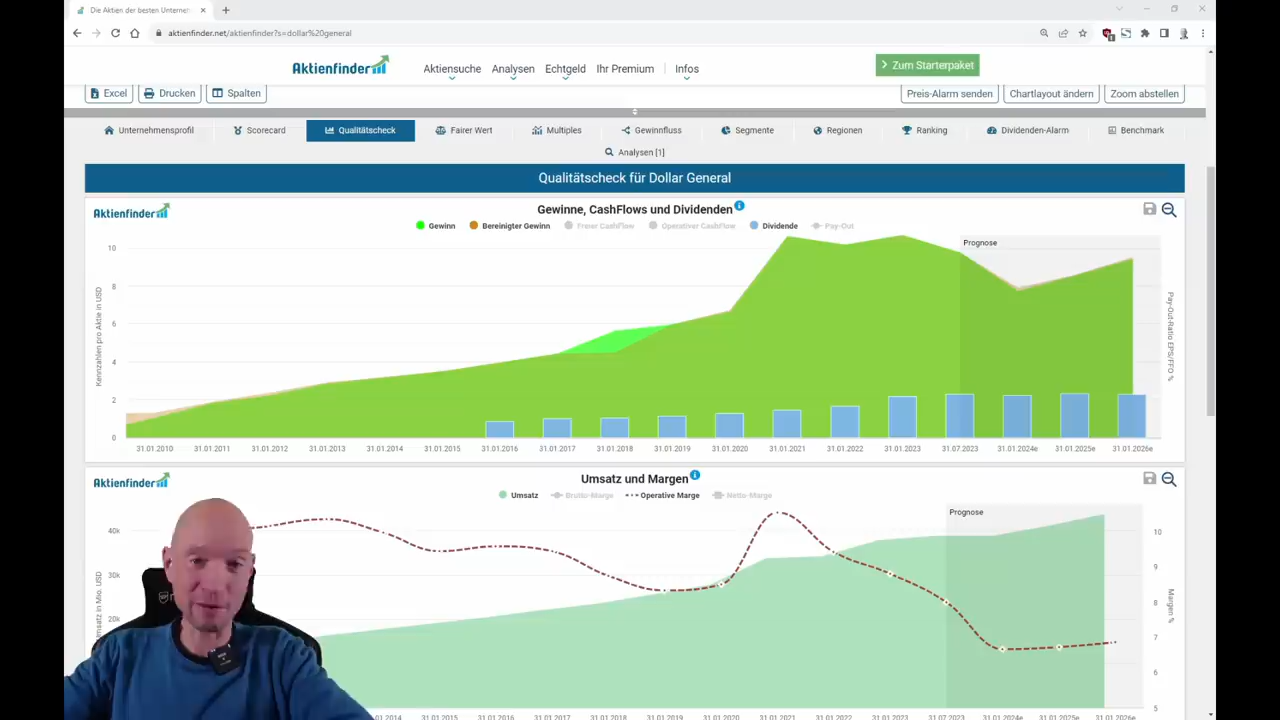 Die Aktien der besten Unterneh
aktienfinder.net/aktienfinder?s=dollar%20general
Aktienfinder
Aktiensuche Analysen Echtgeld Ihr Premium Infos
Zum Starterpaket
Excel Drucken Spalten Preis-Alarm senden Chartlayout ändern Zoom abstellen
Unternehmensprofil Scorecard Qualitätscheck Fairer Wert Multiples Gewinnfluss Segmente Regionen Ranking Dividenden-Alarm Benchmark
Analysen [1]
Qualitätscheck für Dollar General
Aktienfinder
Gewinne, CashFlows und Dividenden
Gewinn Bereinigter Gewinn Freier CashFlow Operativer CashFlow Dividende Pay-Out
Prognose
Kennzahlen pro Aktie in USD
10
8
6
4
2
0
Pay-Out-Ratio EPS/FFO %
31.01.2010 31.01.2011 31.01.2012 31.01.2013 31.01.2014 31.01.2015 31.01.2016 31.01.2017 31.01.2018 31.01.2019 31.01.2020 31.01.2021 31.01.2022 31.01.2023 31.07.2023 31.01.2024e 31.01.2025e 31.01.2026e
Aktienfinder
Umsatz und Margen
Umsatz Brutto-Marge Operative Marge Netto-Marge
Prognose
Umsatz in Mio. USD
40k
30k
20k
10
9
8
7
6
5
Margen %
31.01.2015 31.01.2016 31.01.2017 31.01.2018 31.01.2019 31.01.2020 31.01.2021 31.01.2022 31.01.2023 31.07.2023 31.01.2024e 31.01.2025e 31.01.2026e